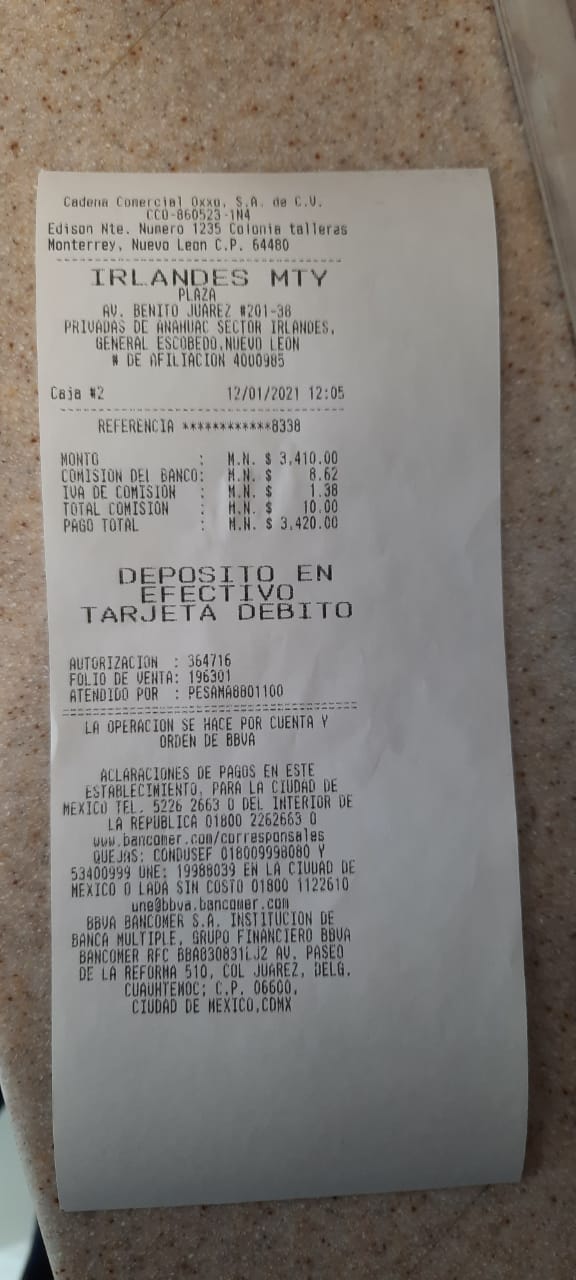 Cadena Comercial Oxxo, S.A. de C.V.
CCO-860523-1N4
Edison Nte. Numero 1235 Colonia talleras
Monterrey, Nuevo Leon C.P. 64480
IRLANDES MTY
PLAZA
AV. BENITO JUAREZ #201-38
PRIVADAS DE ANAHUAC SECTOR IRLANDES,
GENERAL ESCOBEDO,NUEVO LEON
# DE AFILIACION 4000985
Caja #2 12/01/2021 12:05
REFERENCIA ************8338
MONTO : M.N. $ 3,410.00
COMISION DEL BANCO: M.N. $ 8.62
IVA DE COMISION : M.N. $ 1.38
TOTAL COMISION : M.N. $ 10.00
PAGO TOTAL : M.N. $ 3,420.00
DEPOSITO EN
EFECTIVO
TARJETA DEBITO
AUTORIZACION : 364716
FOLIO DE VENTA: 196301
ATENDIDO POR : PESAMA8801100
LA OPERACION SE HACE POR CUENTA Y
ORDEN DE BBVA
ACLARACIONES DE PAGOS EN ESTE
ESTABLECIMIENTO, PARA LA CIUDAD DE
MEXICO TEL. 5226 2663 O DEL INTERIOR DE
LA REPUBLICA 01800 2262663 O
www.bancomer.com/corresponsales
QUEJAS: CONDUSEF 018009998080 Y
53400999 UNE: 19988039 EN LA CIUDAD DE
MEXICO O LADA SIN COSTO 01800 1122610
une@bbva.bancomer.com
BBVA BANCOMER S.A. INSTITUCION DE
BANCA MULTIPLE, GRUPO FINANCIERO BBVA
BANCOMER RFC BBA830831LJ2 AV. PASEO
DE LA REFORMA 510, COL JUAREZ, DELG.
CUAUHTEMOC; C.P. 06600,
CIUDAD DE MEXICO,CDMX